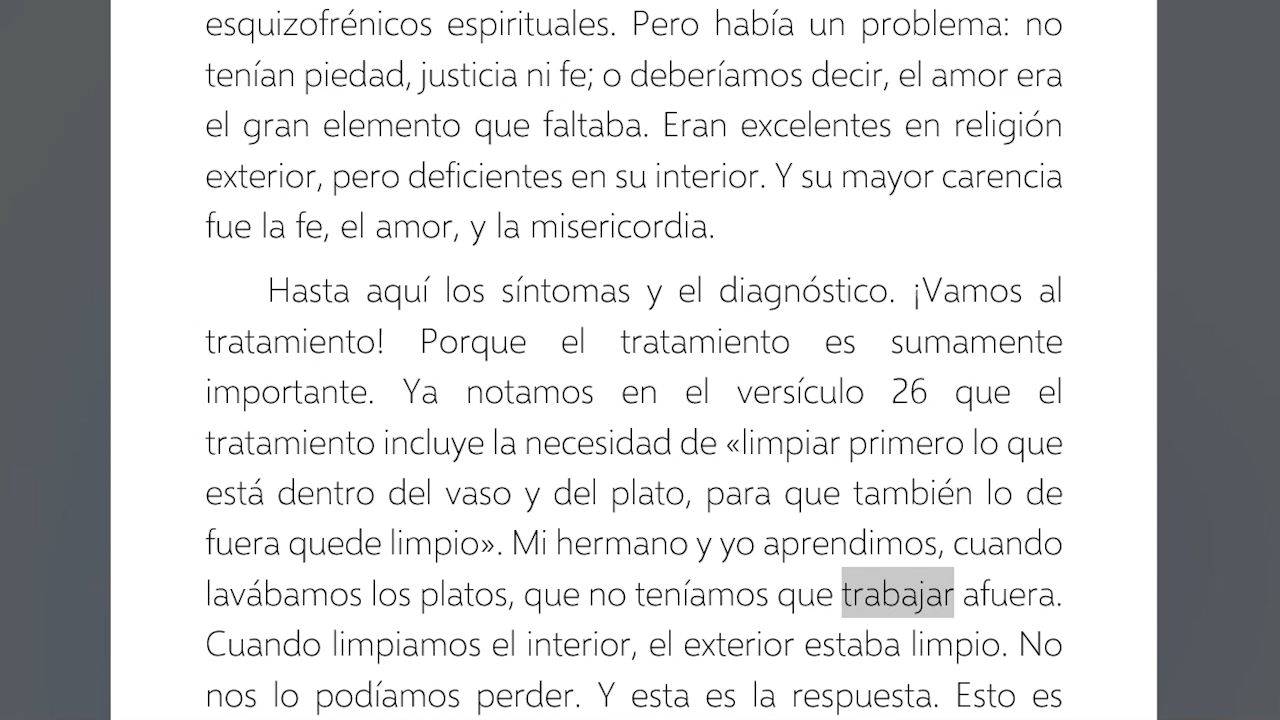 esquizofrénicos espirituales. Pero había un problema: no
tenían piedad, justicia ni fe; o deberíamos decir, el amor era
el gran elemento que faltaba. Eran excelentes en religión
exterior, pero deficientes en su interior. Y su mayor carencia
fue la fe, el amor, y la misericordia.
Hasta aquí los síntomas y el diagnóstico. ¡Vamos al
tratamiento! Porque el tratamiento es sumamente
importante. Ya notamos en el versículo 26 que el
tratamiento incluye la necesidad de «limpiar primero lo que
está dentro del vaso y del plato, para que también lo de
fuera quede limpio». Mi hermano y yo aprendimos, cuando
lavábamos los platos, que no teníamos que trabajar afuera.
Cuando limpiamos el interior, el exterior estaba limpio. No
nos lo podíamos perder. Y esta es la respuesta. Esto es